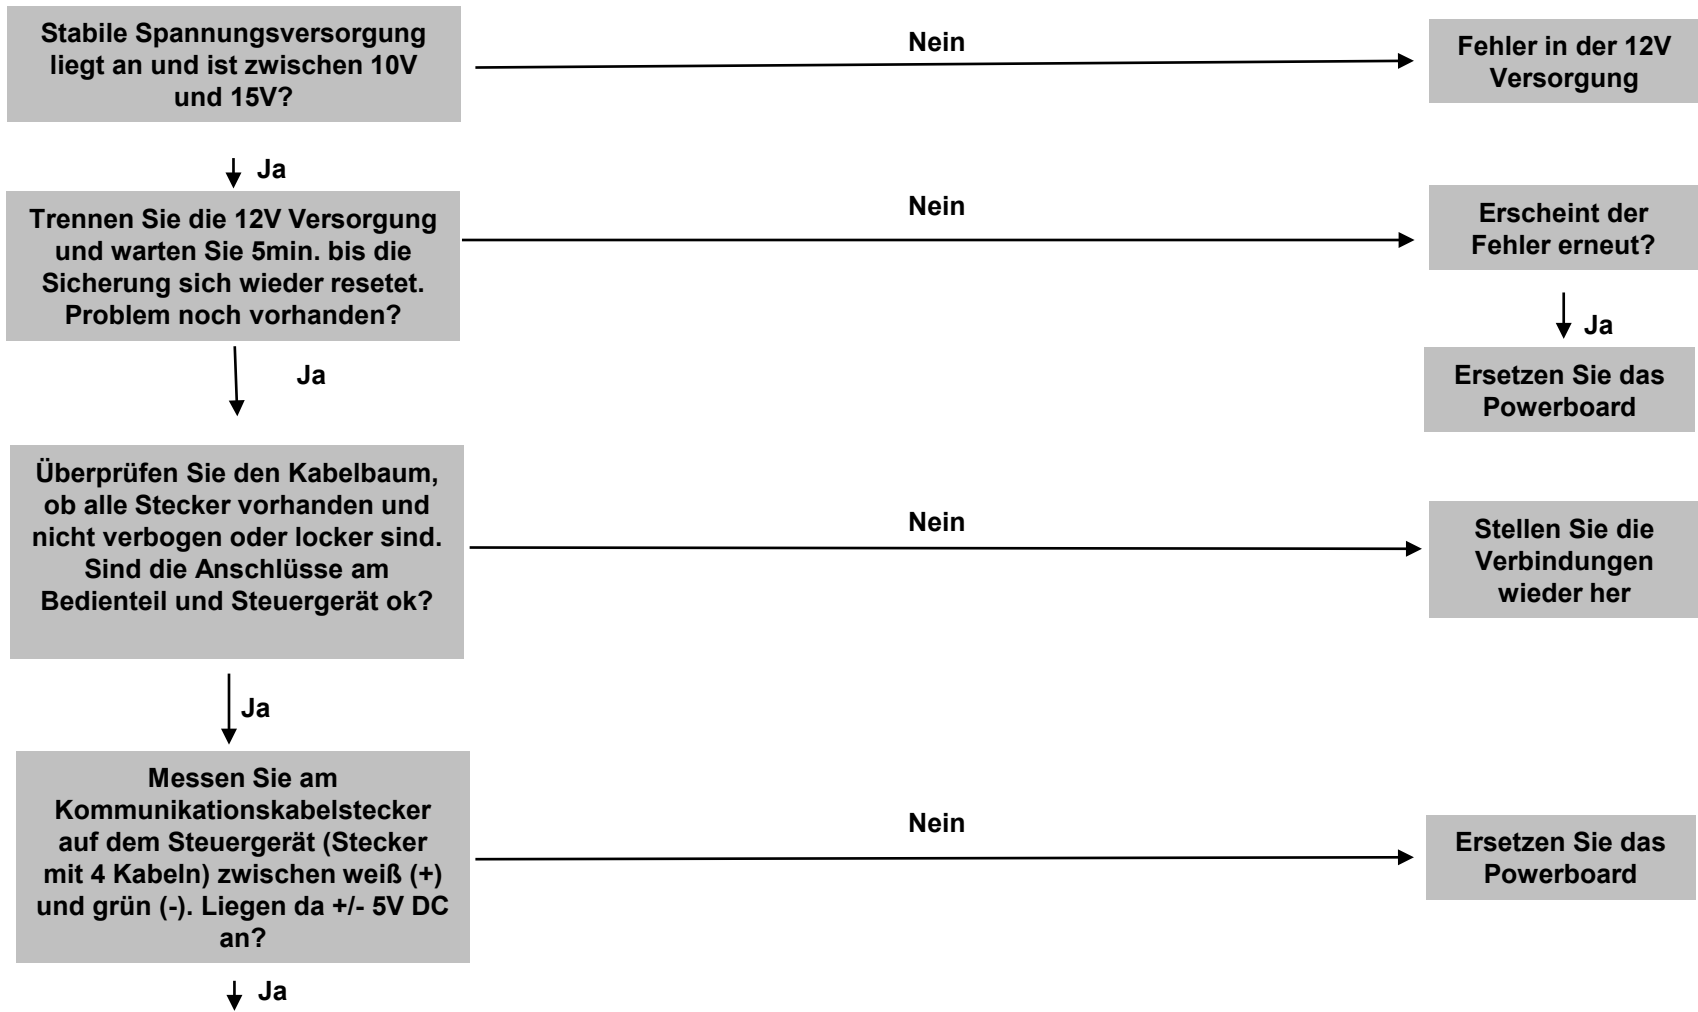 Stabile Spannungsversorgung
liegt an und ist zwischen 10V
und 15V?
Nein
Fehler in der 12V
Versorgung
Ja
Trennen Sie die 12V Versorgung
und warten Sie 5min. bis die
Sicherung sich wieder resetet.
Problem noch vorhanden?
Nein
Erscheint der
Fehler erneut?
Ja
Ersetzen Sie das
Powerboard
Ja
Überprüfen Sie den Kabelbaum,
ob alle Stecker vorhanden und
nicht verbogen oder locker sind.
Sind die Anschlüsse am
Bedienteil und Steuergerät ok?
Nein
Stellen Sie die
Verbindungen
wieder her
Ja
Messen Sie am
Kommunikationskabelstecker
auf dem Steuergerät (Stecker
mit 4 Kabeln) zwischen weiß (+)
und grün (-). Liegen da +/- 5V DC
an?
Nein
Ersetzen Sie das
Powerboard
Ja